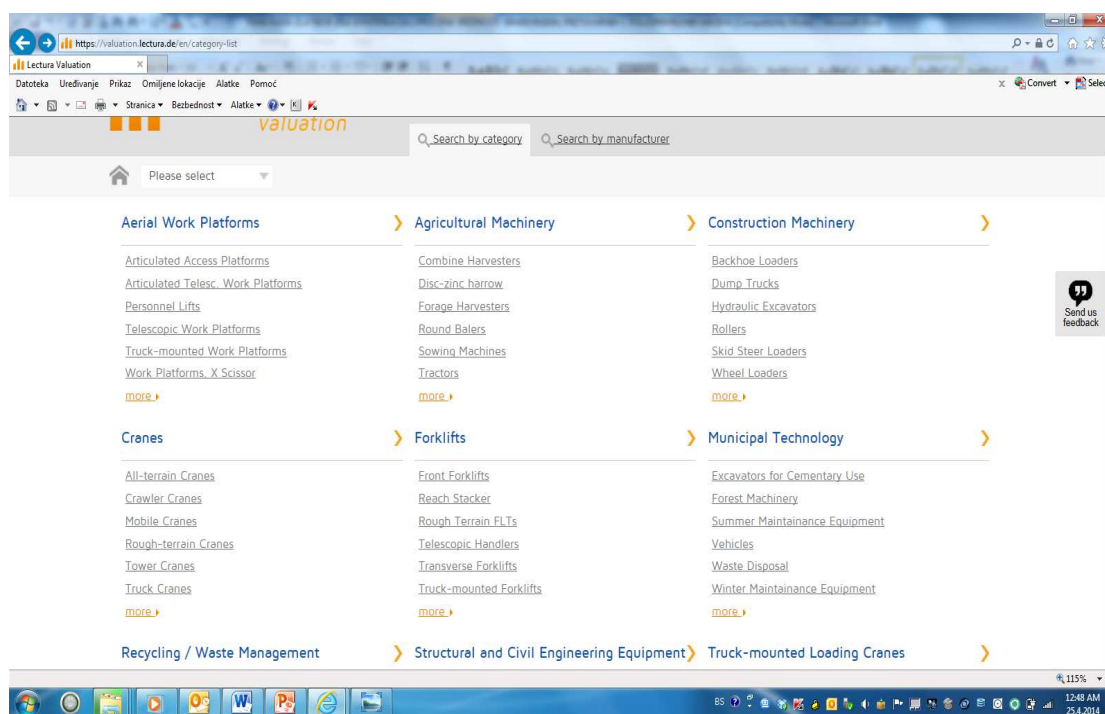 https://valuation.lectura.de/en/category-list
Lectura Valuation
Datoteka Uređivanje Prikaz Omiljene lokacije Alatke Pomoć
x Convert Selec
Stranica Bezbednost Alatke
valuation
Search by category Search by manufacturer
Please select
Aerial Work Platforms
Articulated Access Platforms
Articulated Telesc. Work Platforms
Personnel Lifts
Telescopic Work Platforms
Truck-mounted Work Platforms
Work Platforms, X Scissor
more
Agricultural Machinery
Combine Harvesters
Disc-zinc harrow
Forage Harvesters
Round Balers
Sowing Machines
Tractors
more
Construction Machinery
Backhoe Loaders
Dump Trucks
Hydraulic Excavators
Rollers
Skid Steer Loaders
Wheel Loaders
more
Send us
feedback
Cranes
All-terrain Cranes
Crawler Cranes
Mobile Cranes
Rough-terrain Cranes
Tower Cranes
Truck Cranes
more
Forklifts
Front Forklifts
Reach Stacker
Rough Terrain FLTs
Telescopic Handlers
Transverse Forklifts
Truck-mounted Forklifts
more
Municipal Technology
Excavators for Cementary Use
Forest Machinery
Summer Maintainance Equipment
Vehicles
Waste Disposal
Winter Maintainance Equipment
more
Recycling / Waste Management
Structural and Civil Engineering Equipment
Truck-mounted Loading Cranes
115%
BS
12:48 AM
25.4.2014